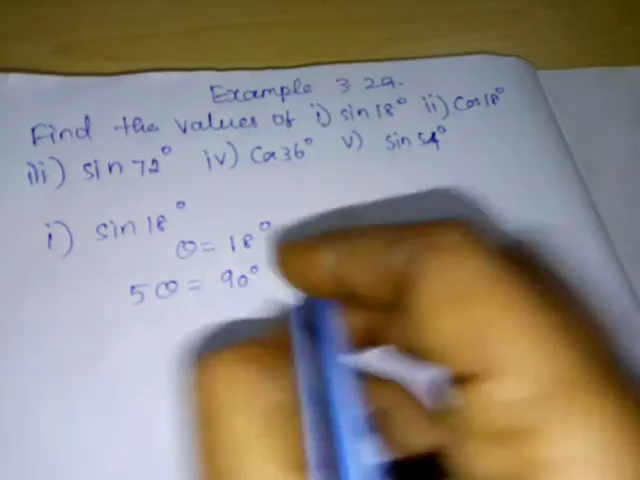 Example 3 29.
Find the values of i) sin 18° ii) Cos 18°
iii) sin 72° iv) Cos 36° v) sin 54°
i) sin 18°
θ = 18°
5θ = 90°